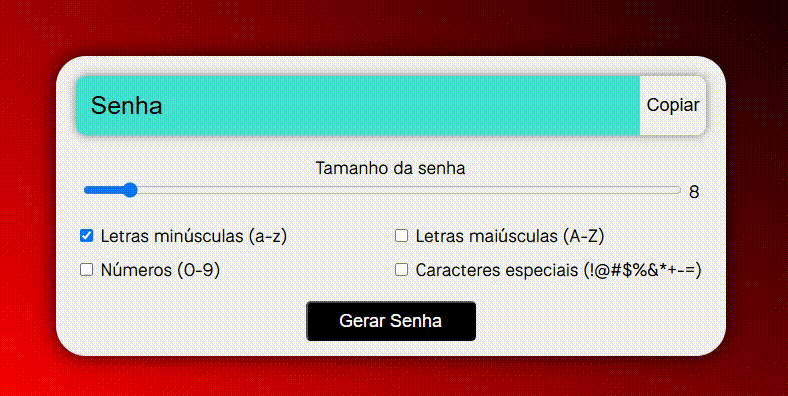 Senha Copiar
Tamanho da senha
8
Letras minúsculas (a-z) Letras maiúsculas (A-Z)
Números (0-9) Caracteres especiais (!@#$%&*+-=)
Gerar Senha